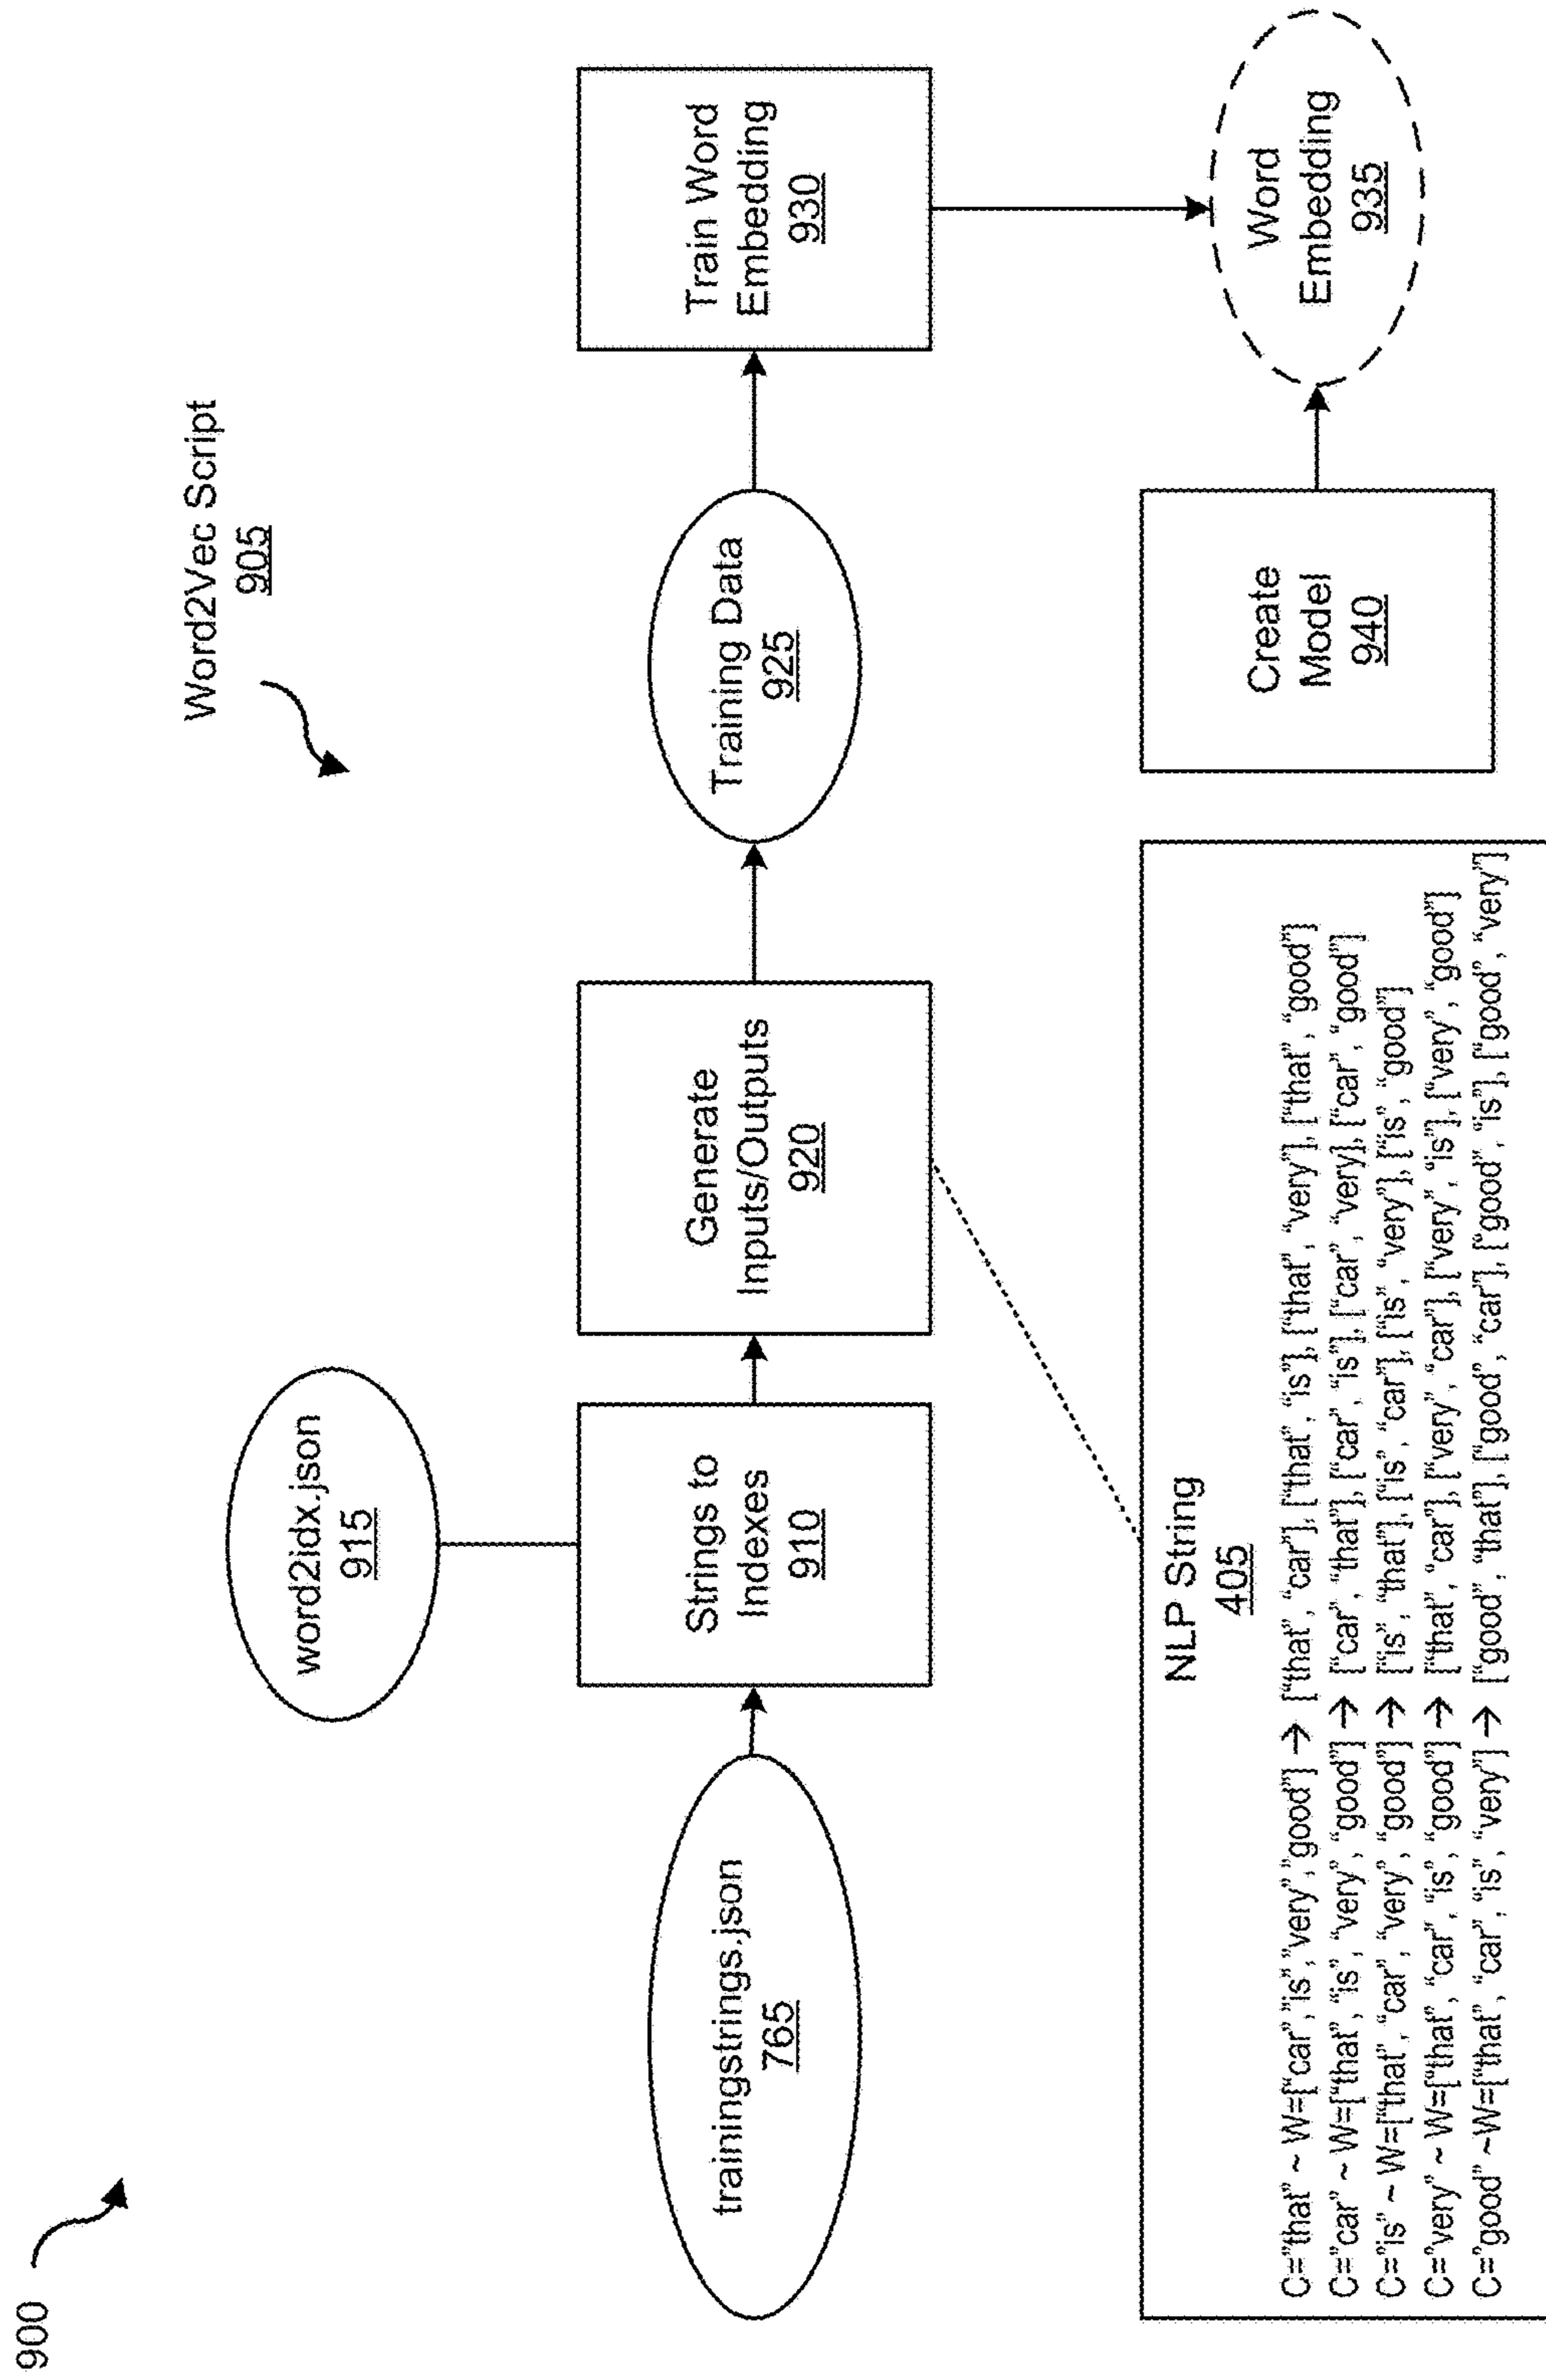 900
Word2Vec Script
905
word2idx.json
915
trainingstrings.json
765
Strings to
Indexes
910
Generate
Inputs/Outputs
920
Training Data
925
Train Word
Embedding
930
NLP String
405
C=”that” ~ W=[“car”,”is”,”very”,”good”] → [“that”, “car”], [“that”, “is”], [“that”, “very”], [“that”, “good”]
C=”car” ~ W=[“that”, “is”, “very”, “good”] → [“car”, “that”], [“car”, “is”], [“car”, “very], [“car”, “good”]
C=”is” ~ W=[“that”, “car”, “very”, “good”] → [“is”, “that”], [“is”, “car], [“is”, “very”], [“is”, “good”]
C=”very” ~ W=[“that”, “car”, “is”, “good”] → [“that”, “car”], [“very”, “car”], [“very”, “is”], [“very”, “good”]
C=”good” ~W=[“that”, “car”, “is”, “very”] → [“good”, “that”], [“good”, “car], [“good”, “is”], [“good”, “very”]
Create
Model
940
Word
Embedding
935